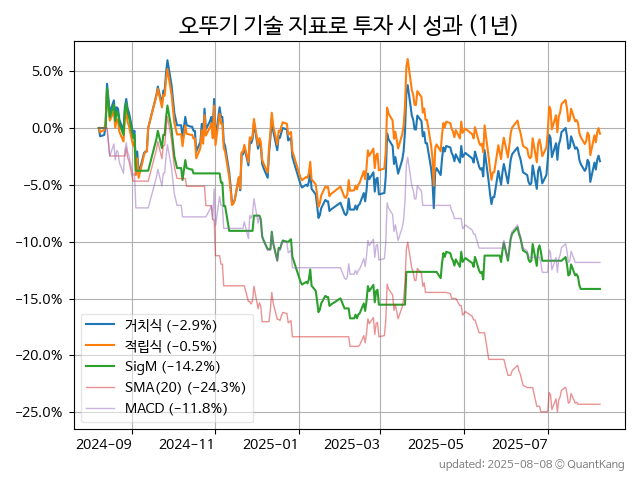 오뚜기 기술 지표로 투자 시 성과 (1년)
5.0%
0.0%
−5.0%
−10.0%
−15.0%
−20.0%
−25.0%
거치식 (−2.9%)
적립식 (−0.5%)
SigM (−14.2%)
SMA(20) (−24.3%)
MACD (−11.8%)
2024-09 2024-11 2025-01 2025-03 2025-05 2025-07
updated: 2025-08-08 © QuantKang